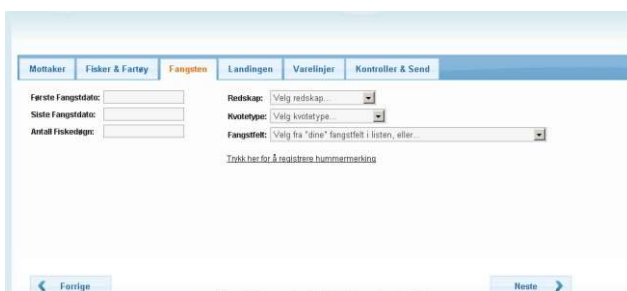 Mottaker Fisker & Fartøy Fangsten Landingen Varelinjer Kontroller & Send
Første Fangstdato:
Siste Fangstdato:
Antall Fiskedøgn:
Redskap: Velg redskap...
Kvotetype: Velg kvotetype...
Fangstfelt: Velg fra "dine" fangstfelt i listen, eller...
Trykk her for å registrere hummermerking
Forrige
Neste